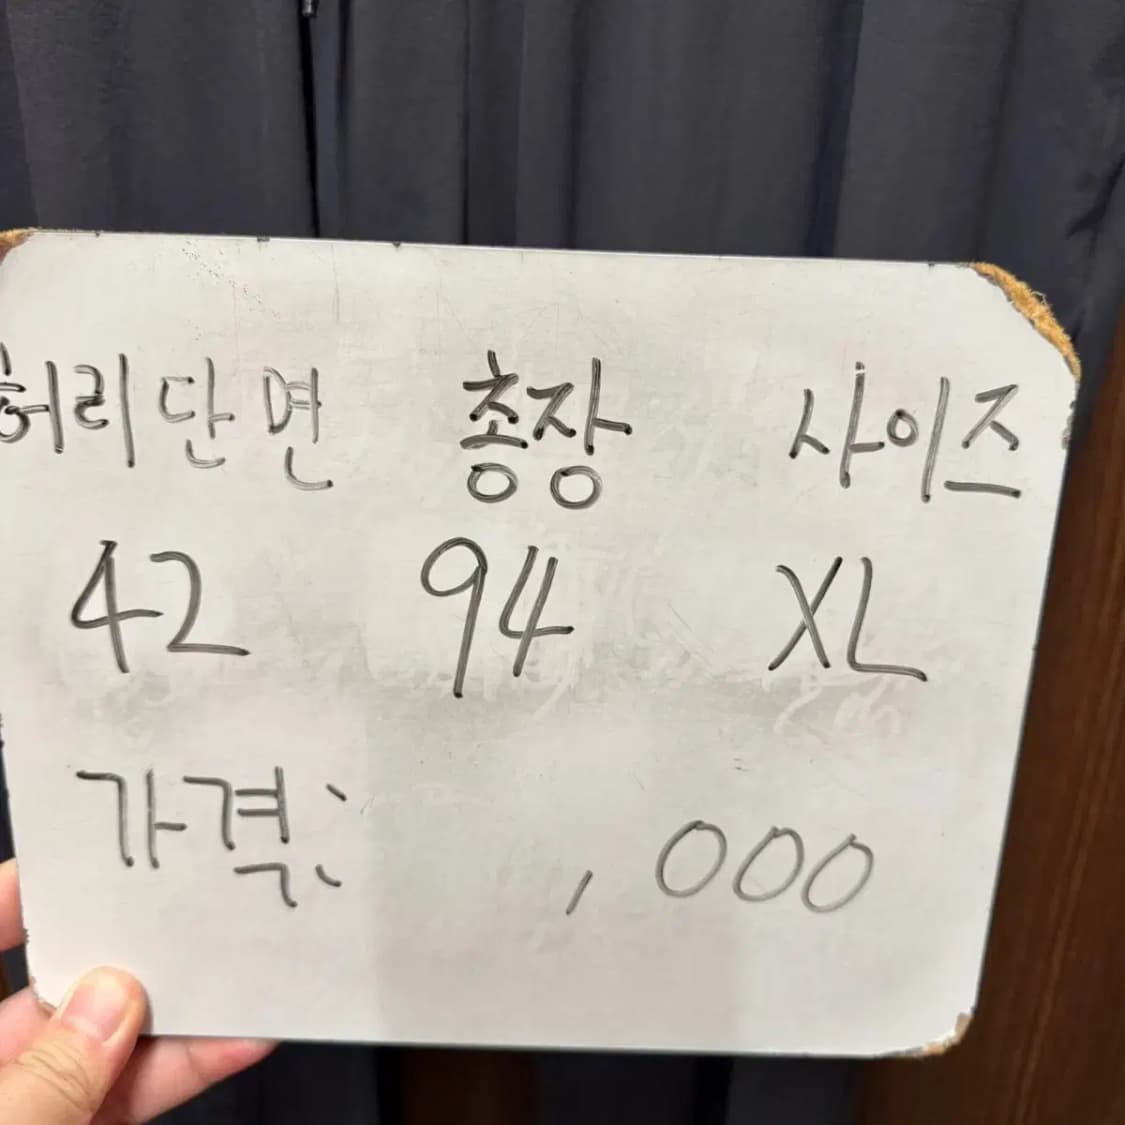 허리단면 총장 사이즈
42 94 XL
가격: ,000